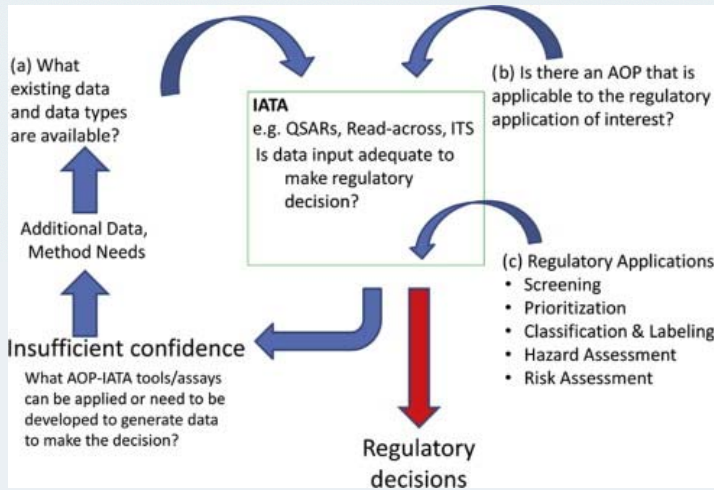 (a) What
existing data
and data types
are available?
(b) Is there an AOP that is
applicable to the regulatory
application of interest?
IATA
e.g. QSARs, Read-across, ITS
Is data input adequate to
make regulatory
decision?
Additional Data,
Method Needs
(c) Regulatory Applications
• Screening
• Prioritization
• Classification & Labeling
• Hazard Assessment
• Risk Assessment
Insufficient confidence
What AOP-IATA tools/assays
can be applied or need to be
developed to generate data
to make the decision?
Regulatory
decisions